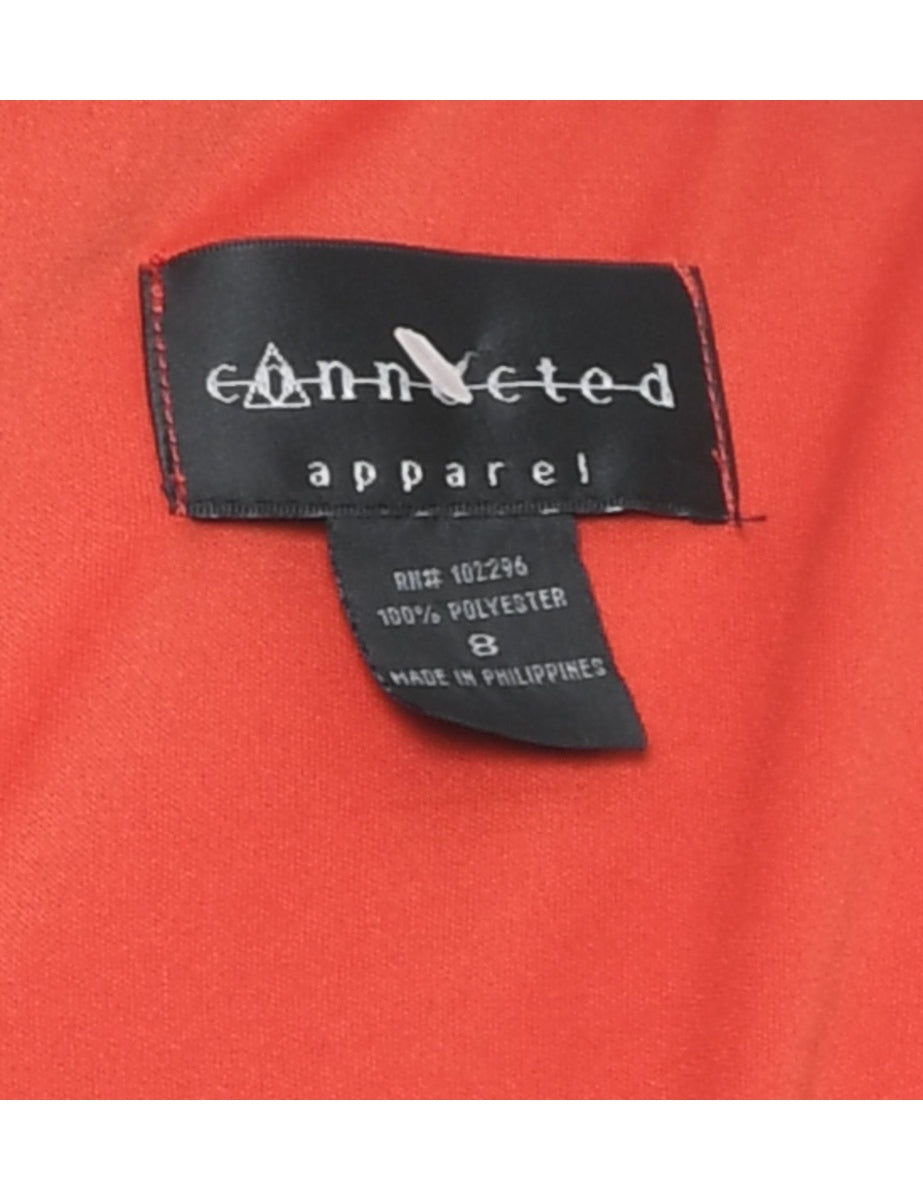 connected
apparel
RN# 102296
100% POLYESTER
8
MADE IN PHILIPPINES